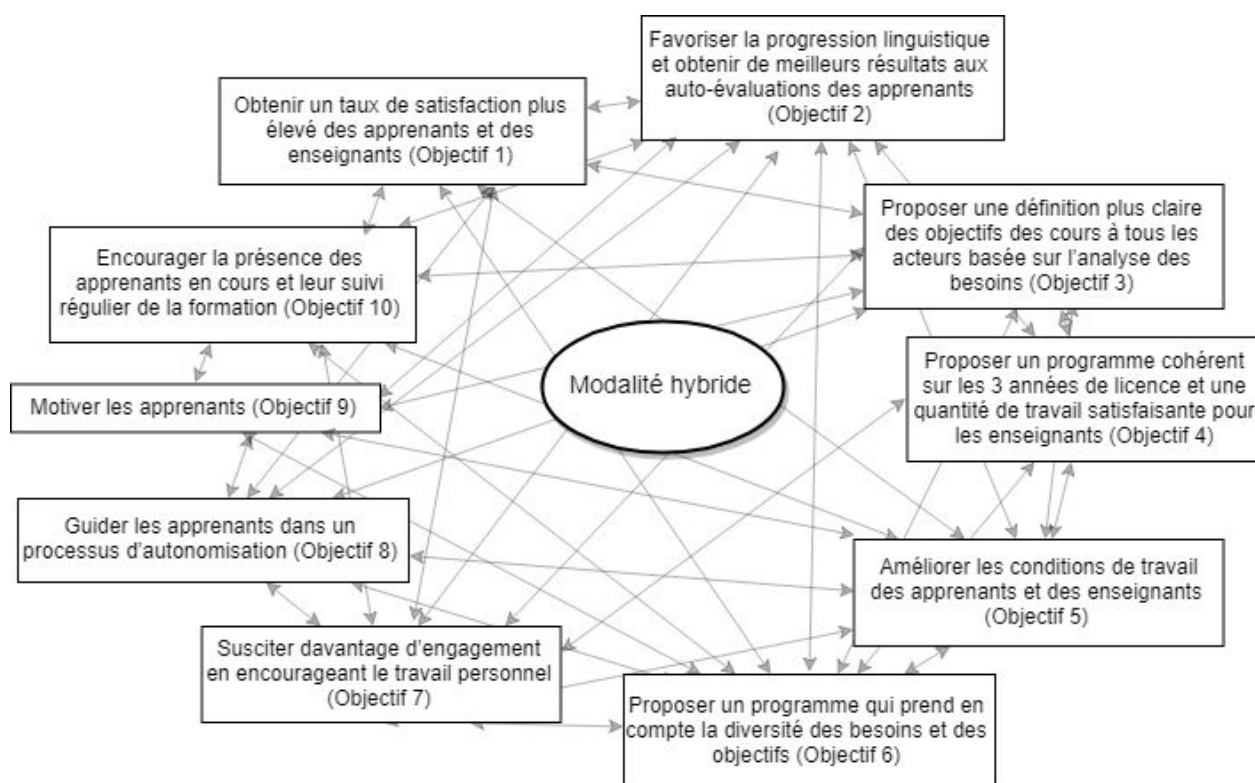 Favoriser la progression linguistique
et obtenir de meilleurs résultats aux
auto-évaluations des apprenants
(Objectif 2)
Obtenir un taux de satisfaction plus
élevé des apprenants et des
enseignants (Objectif 1)
Proposer une définition plus claire
des objectifs des cours à tous les
acteurs basée sur l'analyse des
besoins (Objectif 3)
Encourager la présence des
apprenants en cours et leur suivi
régulier de la formation (Objectif 10)
Modalité hybride
Proposer un programme cohérent
sur les 3 années de licence et une
quantité de travail satisfaisante pour
les enseignants (Objectif 4)
Motiver les apprenants (Objectif 9)
Guider les apprenants dans un
processus d'autonomisation (Objectif 8)
Améliorer les conditions de travail
des apprenants et des enseignants
(Objectif 5)
Susciter davantage d'engagement
en encourageant le travail personnel
(Objectif 7)
Proposer un programme qui prend en
compte la diversité des besoins et des
objectifs (Objectif 6)